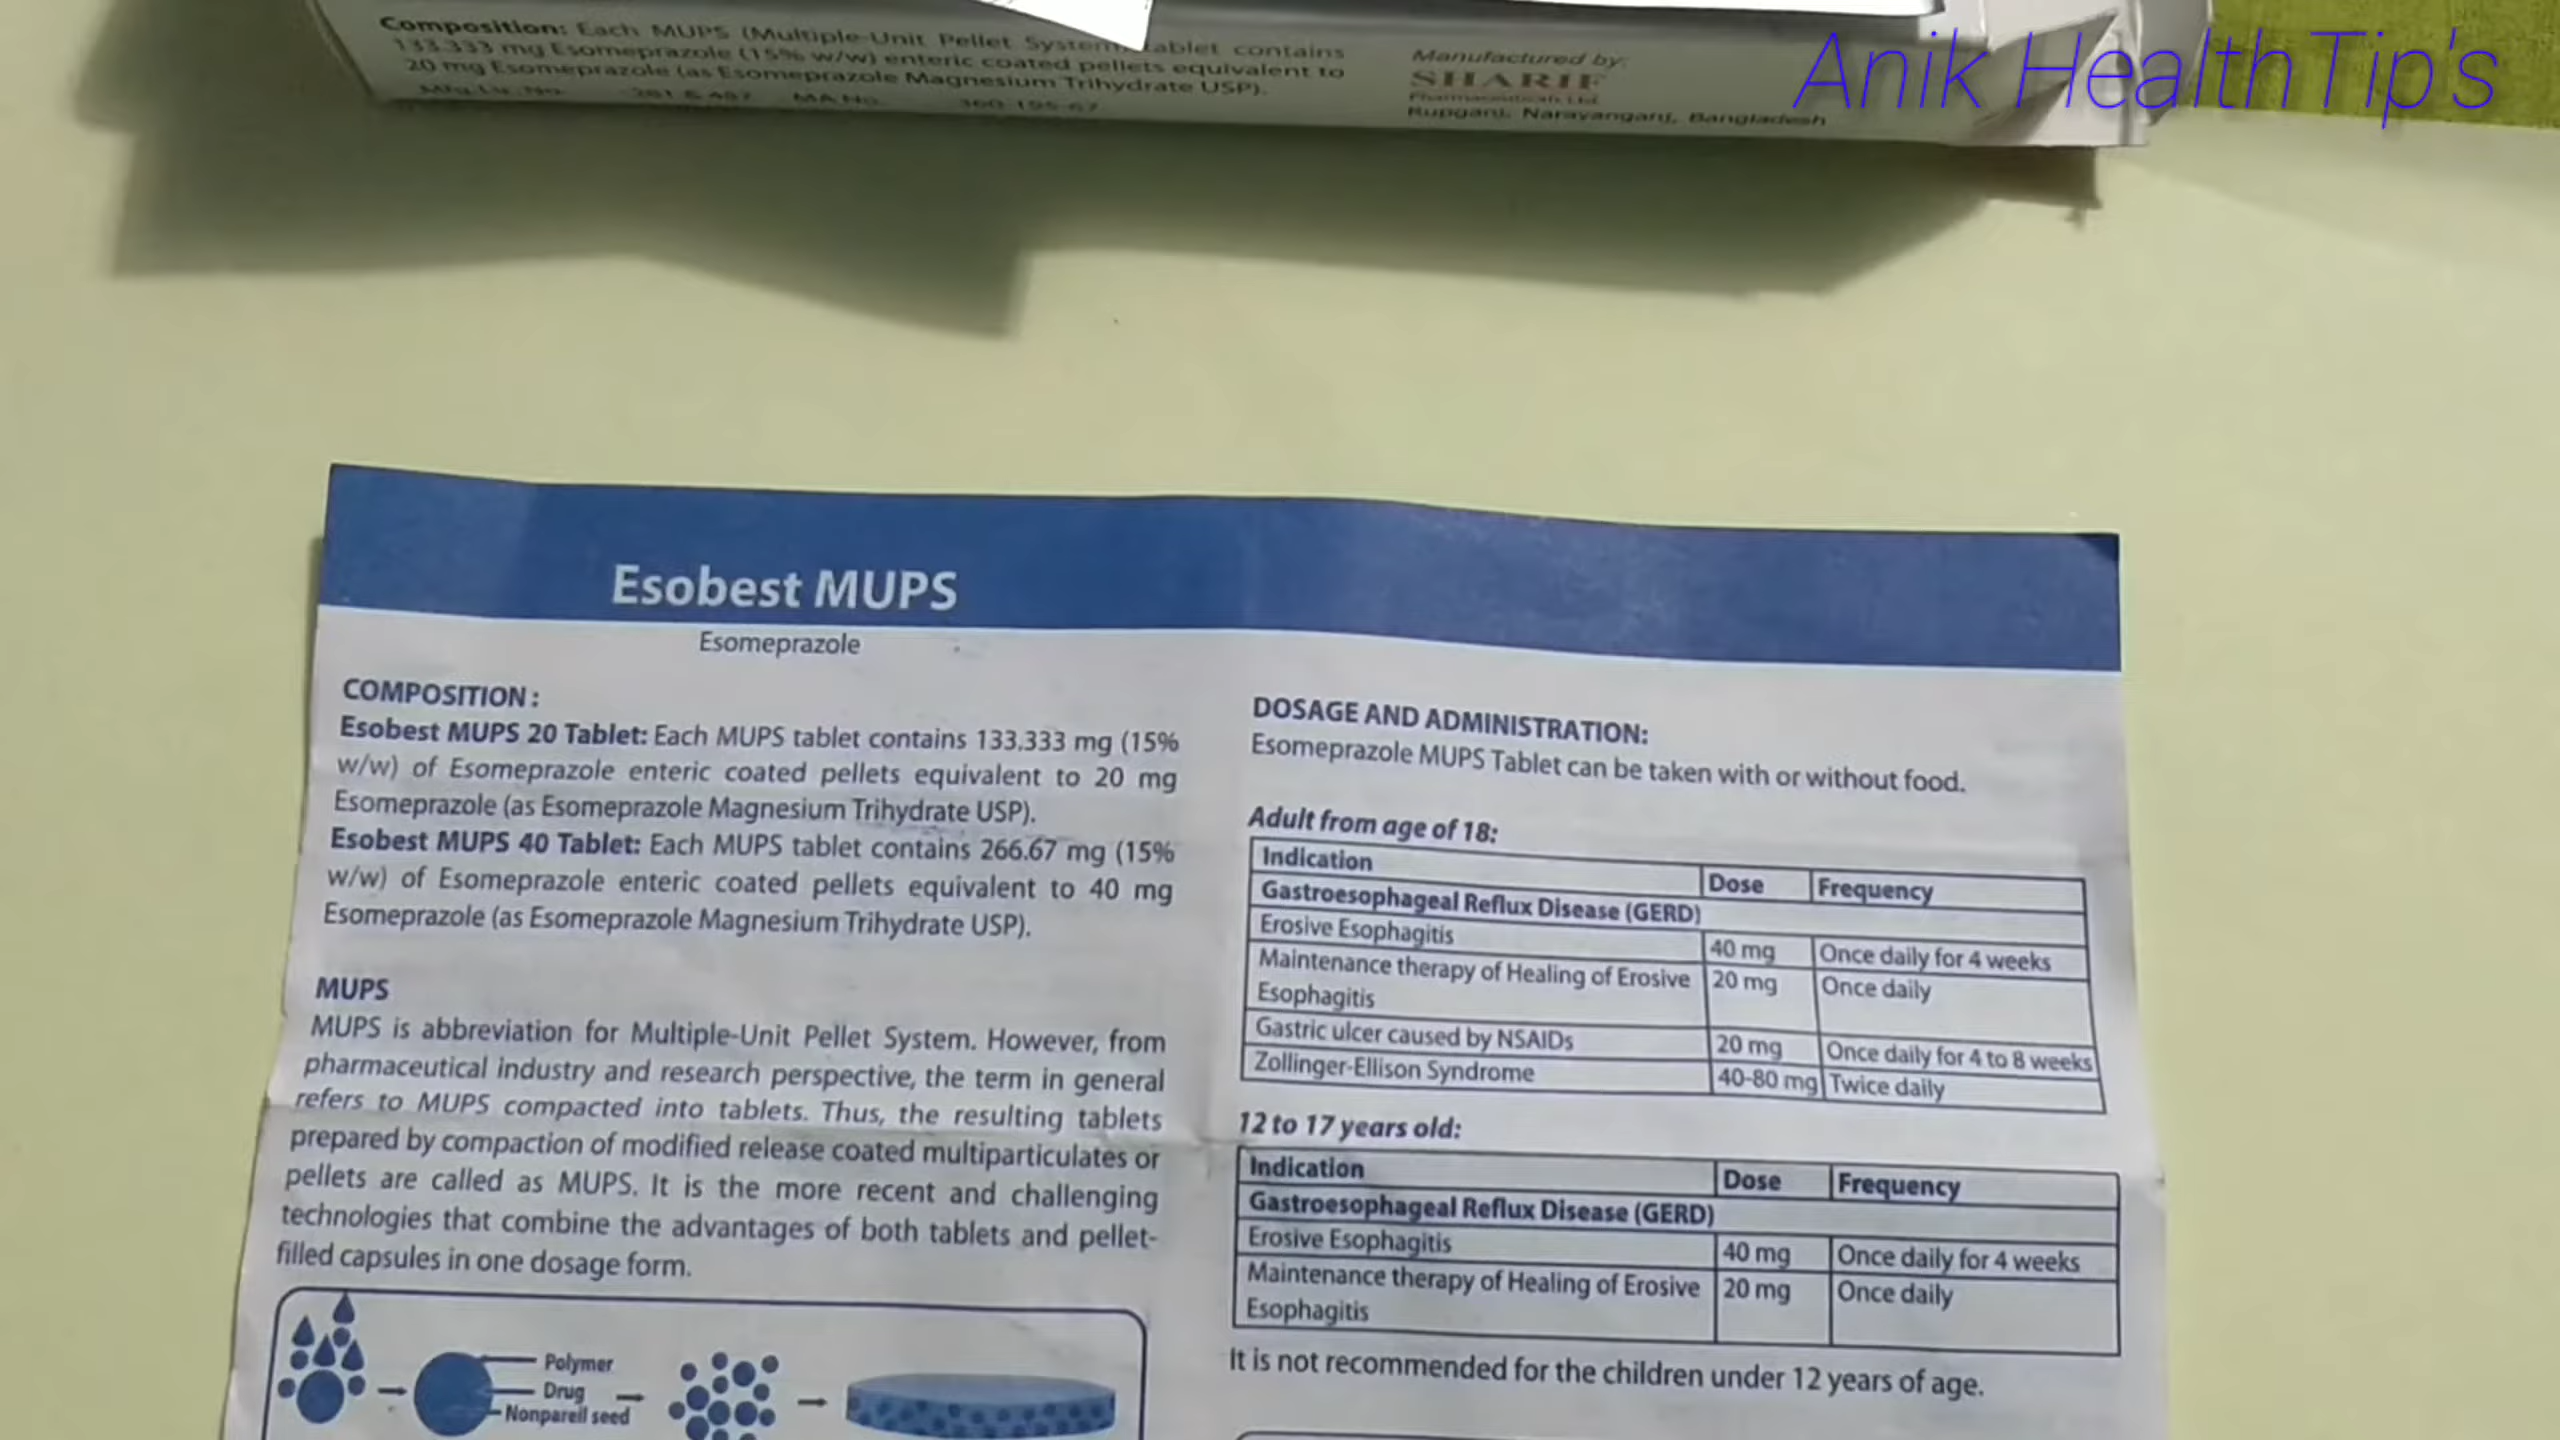 Composition: Each MUPS (Multiple-Unit Pellet System) tablet contains
133.333 mg Esomeprazole (15% w/w) enteric coated pellets equivalent to
20 mg Esomeprazole (as Esomeprazole Magnesium Trihydrate USP).
Manufactured by:
SHARIF
Pharmaceuticals Ltd.
Rupganj, Narayanganj, Bangladesh
Anik HealthTip's
Esobest MUPS
Esomeprazole
COMPOSITION:
Esobest MUPS 20 Tablet: Each MUPS tablet contains 133.333 mg (15%
w/w) of Esomeprazole enteric coated pellets equivalent to 20 mg
Esomeprazole (as Esomeprazole Magnesium Trihydrate USP).
Esobest MUPS 40 Tablet: Each MUPS tablet contains 266.67 mg (15%
w/w) of Esomeprazole enteric coated pellets equivalent to 40 mg
Esomeprazole (as Esomeprazole Magnesium Trihydrate USP).
MUPS
MUPS is abbreviation for Multiple-Unit Pellet System. However, from
pharmaceutical industry and research perspective, the term in general
refers to MUPS compacted into tablets. Thus, the resulting tablets
prepared by compaction of modified release coated multiparticulates or
pellets are called as MUPS. It is the more recent and challenging
technologies that combine the advantages of both tablets and pellet-
filled capsules in one dosage form.
Polymer
Drug
Nonpareil seed
DOSAGE AND ADMINISTRATION:
Esomeprazole MUPS Tablet can be taken with or without food.
Adult from age of 18:
Indication Dose Frequency
Gastroesophageal Reflux Disease (GERD)
Erosive Esophagitis 40 mg Once daily for 4 weeks
Maintenance therapy of Healing of Erosive 20 mg Once daily
Esophagitis
Gastric ulcer caused by NSAIDs 20 mg Once daily for 4 to 8 weeks
Zollinger-Ellison Syndrome 40-80 mg Twice daily
12 to 17 years old:
Indication Dose Frequency
Gastroesophageal Reflux Disease (GERD)
Erosive Esophagitis 40 mg Once daily for 4 weeks
Maintenance therapy of Healing of Erosive 20 mg Once daily
Esophagitis
It is not recommended for the children under 12 years of age.